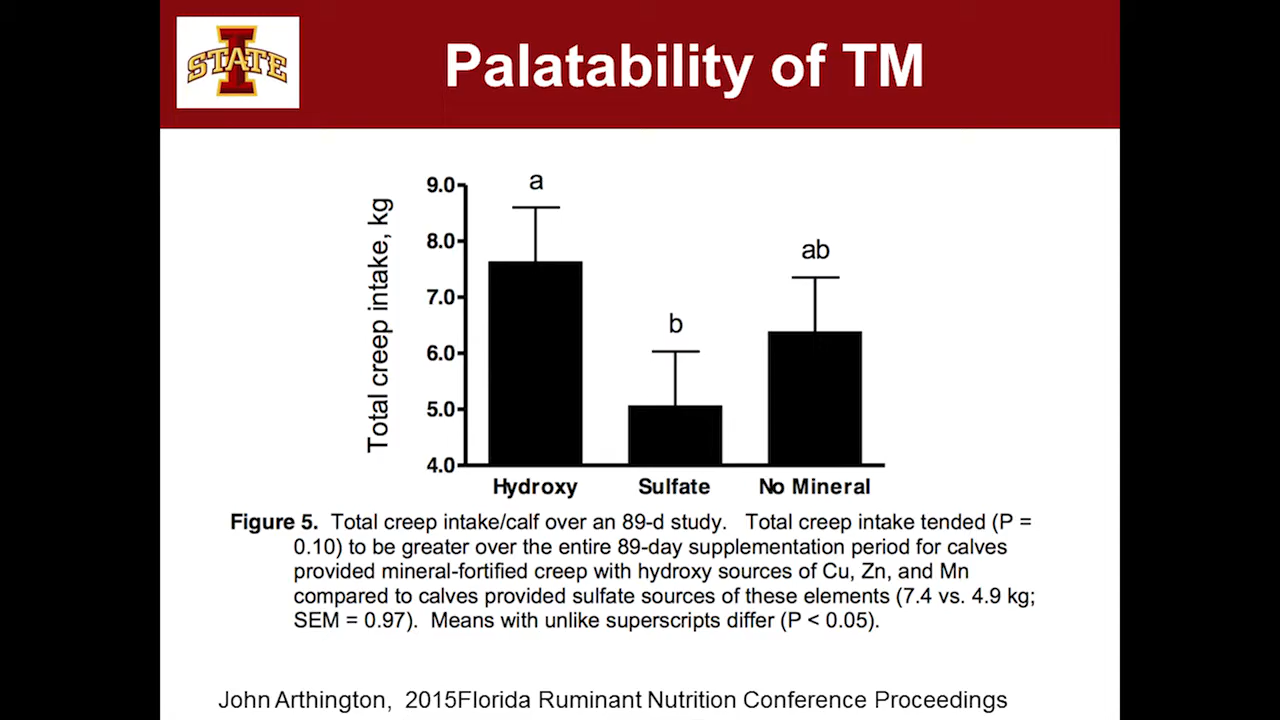 STATE
Palatability of TM
Total creep intake, kg
9.0
8.0
7.0
6.0
5.0
4.0
a
b
ab
Hydroxy
Sulfate
No Mineral
Figure 5. Total creep intake/calf over an 89-d study. Total creep intake tended (P =
0.10) to be greater over the entire 89-day supplementation period for calves
provided mineral-fortified creep with hydroxy sources of Cu, Zn, and Mn
compared to calves provided sulfate sources of these elements (7.4 vs. 4.9 kg;
SEM = 0.97). Means with unlike superscripts differ (P < 0.05).
John Arthington, 2015Florida Ruminant Nutrition Conference Proceedings